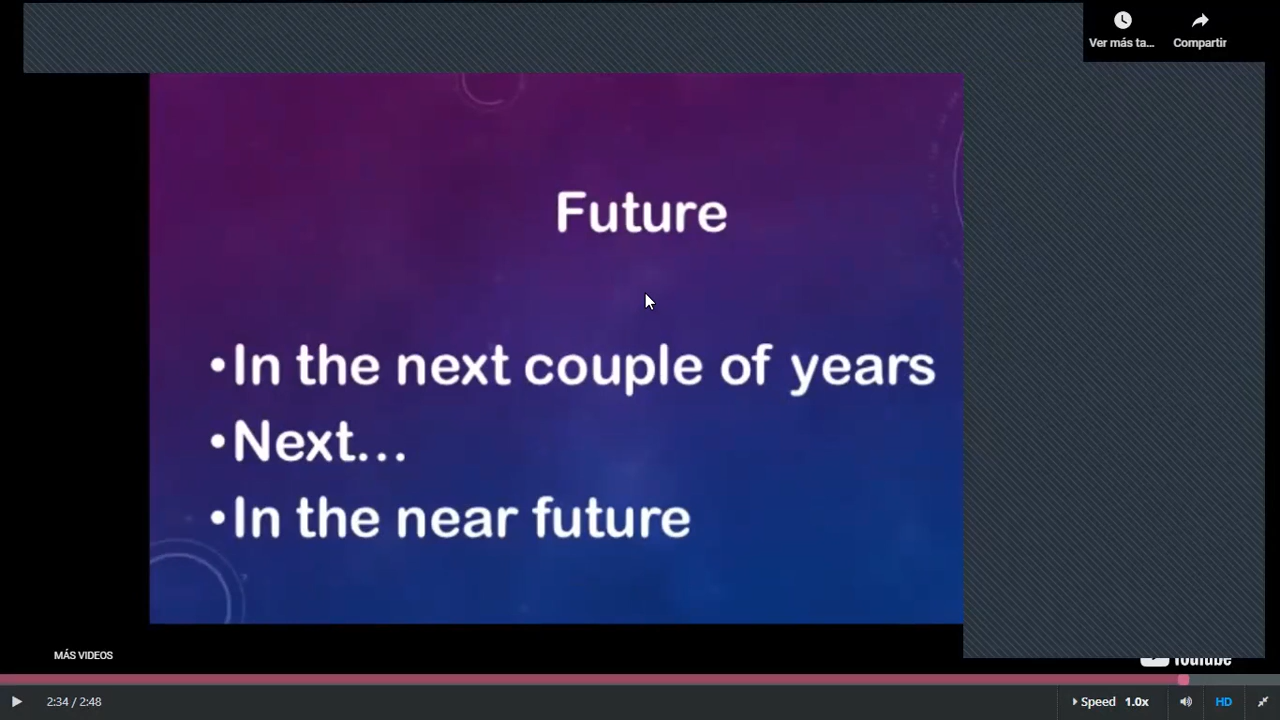 Ver más ta...
Compartir
Future
•In the next couple of years
•Next...
•In the near future
MÁS VIDEOS
YouTube
2:34 / 2:48
Speed 1.0x
HD